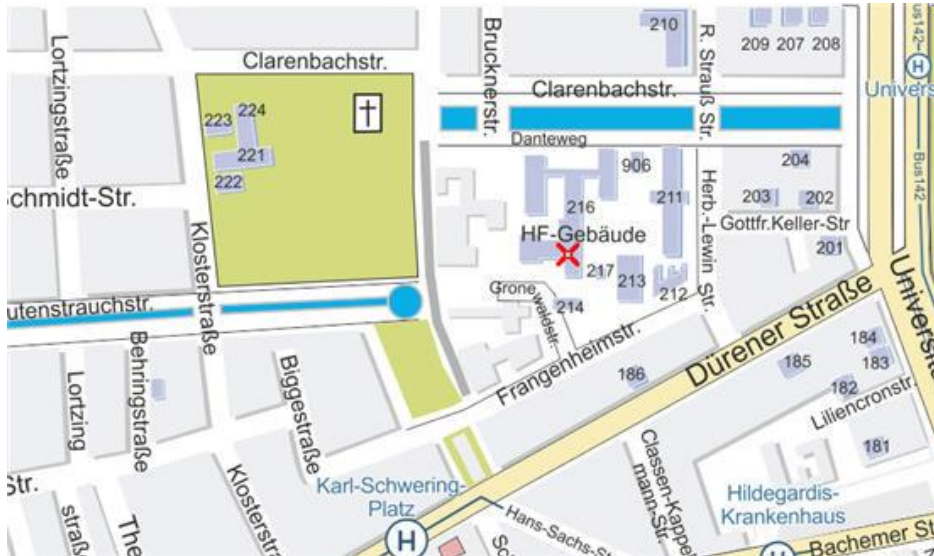 Lortzingstraße
Clarenbachstr.
Brucknerstr.
210
R. Strauß Str.
209
207
208
Bus142
H
Univers
Clarenbachstr.
Danteweg
223
224
221
222
906
204
216
211
203
202
Herb.-Lewin Str.
Gottfr.Keller-Str
201
chmidt-Str.
HF-Gebäude
217
213
212
214
Klosterstraße
utenstrauchstr.
Grone
waldstr.
Frangenheimstr.
Dürener Straße
Universitä
Bus142
Lortzing
straße
Behringstraße
Biggestraße
186
185
184
183
182
Liliencronstr.
181
Str.
The
Klosterstr
Karl-Schwering-
Platz
H
Hans-Sachs-St
Classen-Kappel
mann-Str.
Hildegardis-
Krankenhaus
H
Bachemer St